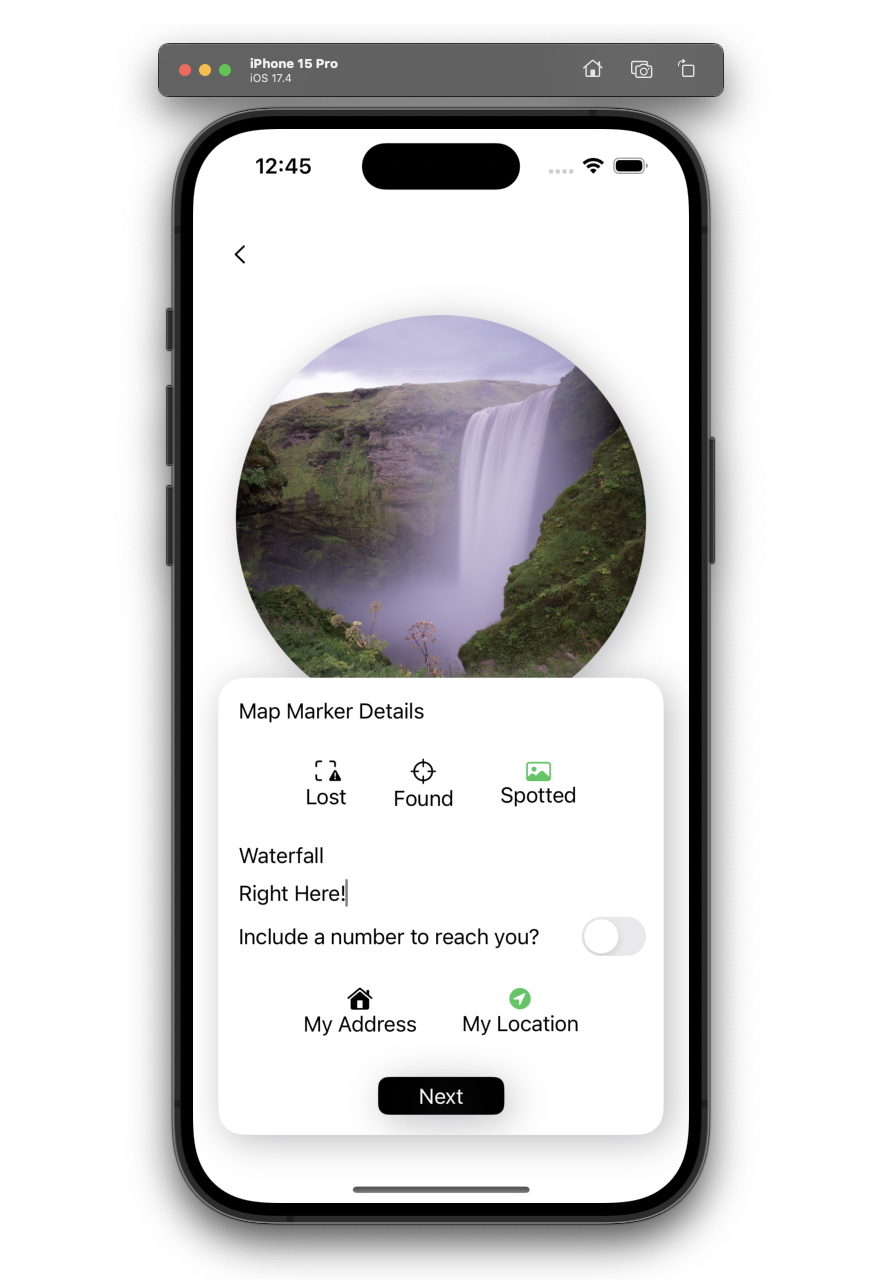 iPhone 15 Pro
iOS 17.4
12:45
Map Marker Details
Lost Found Spotted
Waterfall
Right Here!
Include a number to reach you?
My Address My Location
Next